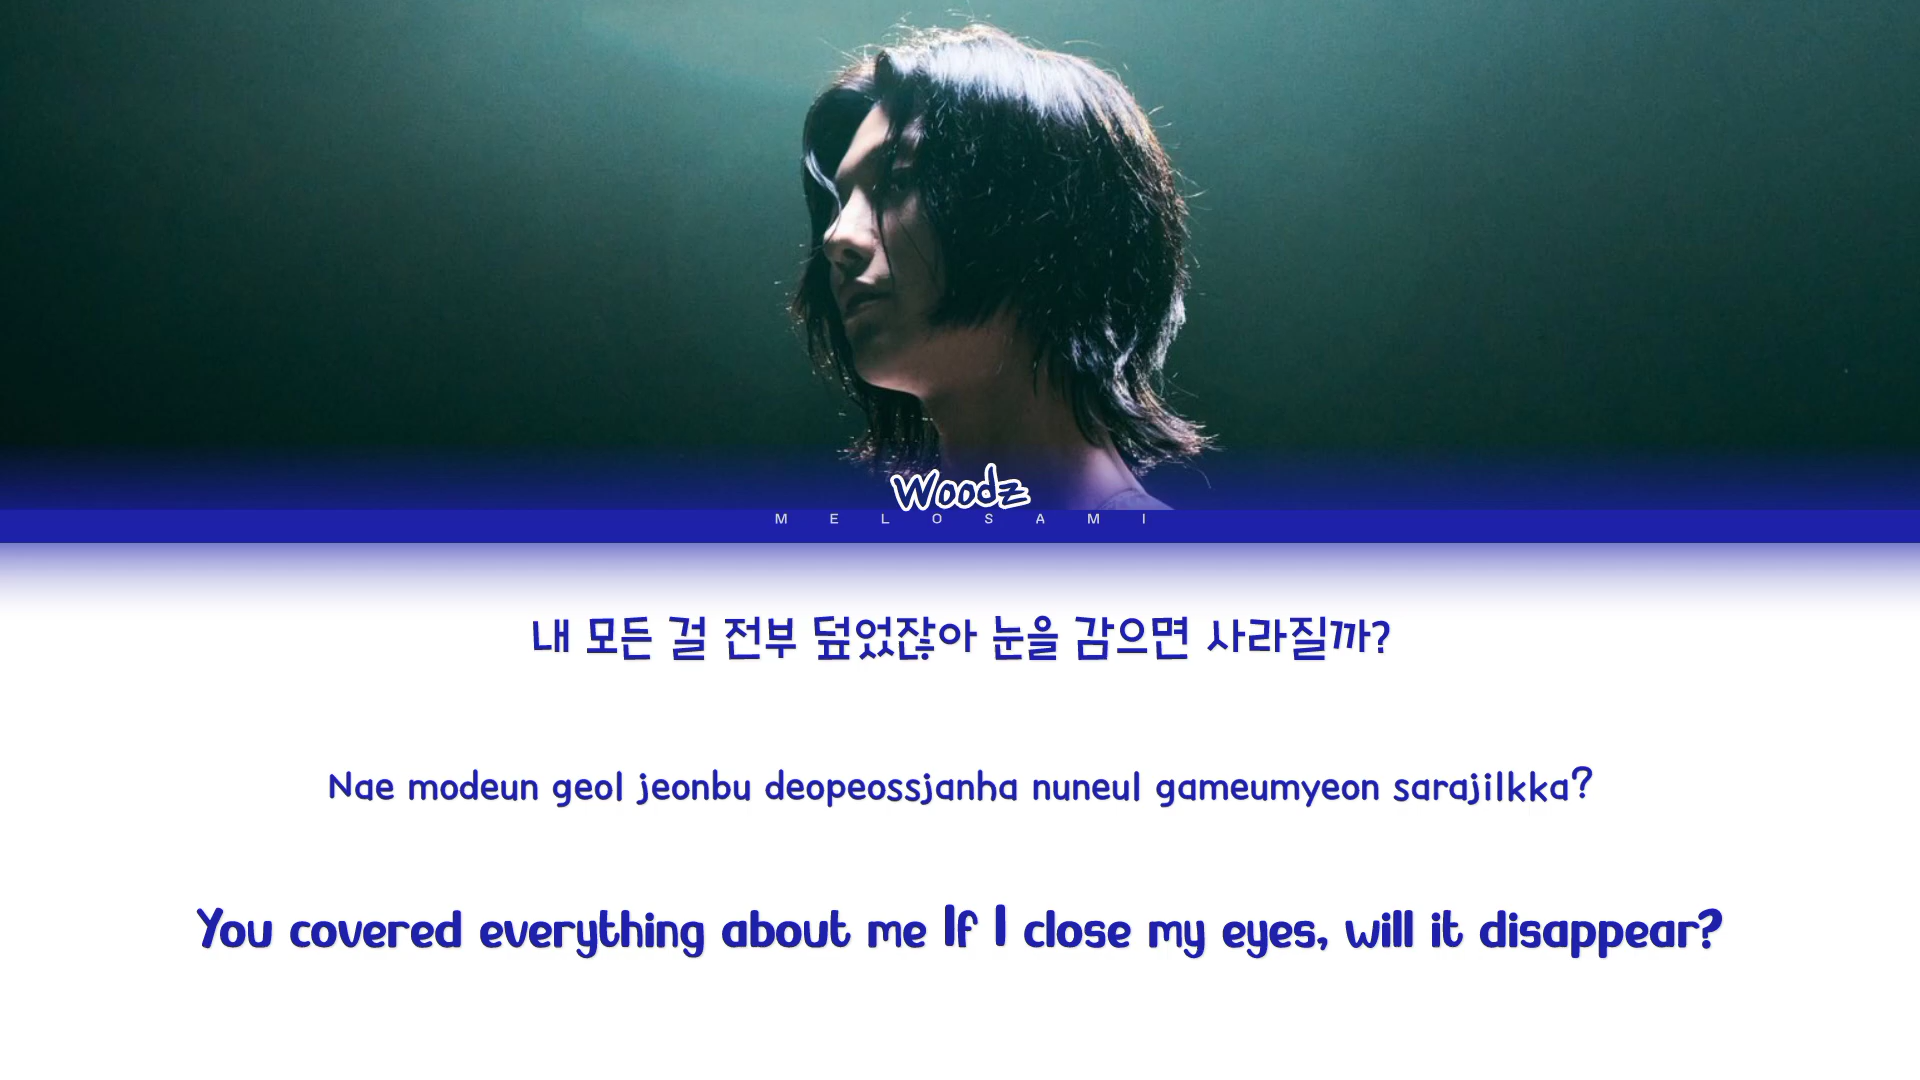 Woodz
MELOSAMI
내 모든 걸 전부 덮었잖아 눈을 감으면 사라질까?
Nae modeun geol jeonbu deopeossjanha nuneul gameumyeon sarajilkka?
You covered everything about me If I close my eyes, will it disappear?